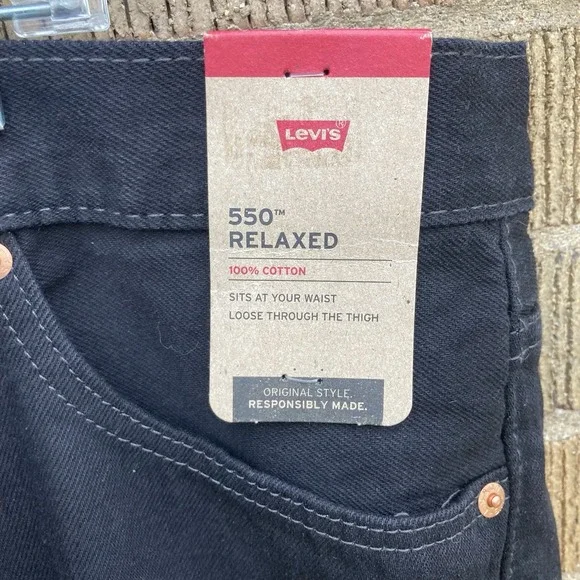 Levi's ®
550™
RELAXED
100% COTTON
SITS AT YOUR WAIST
LOOSE THROUGH THE THIGH
ORIGINAL STYLE.
RESPONSIBLY MADE.